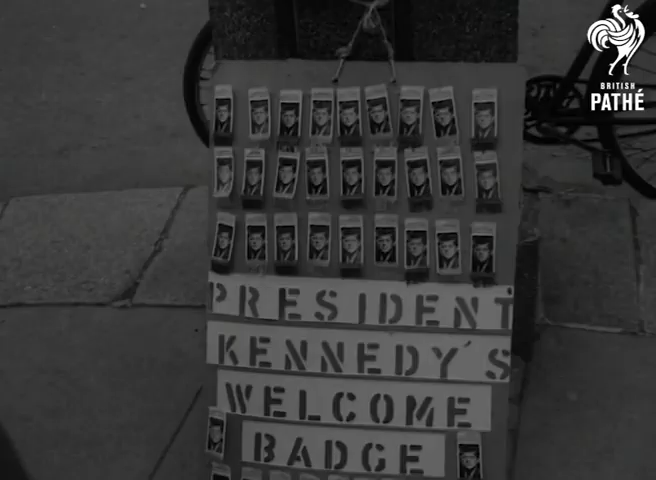 BRITISH
PATHÉ
PRESIDENT
KENNEDY'S
WELCOME
BADGE